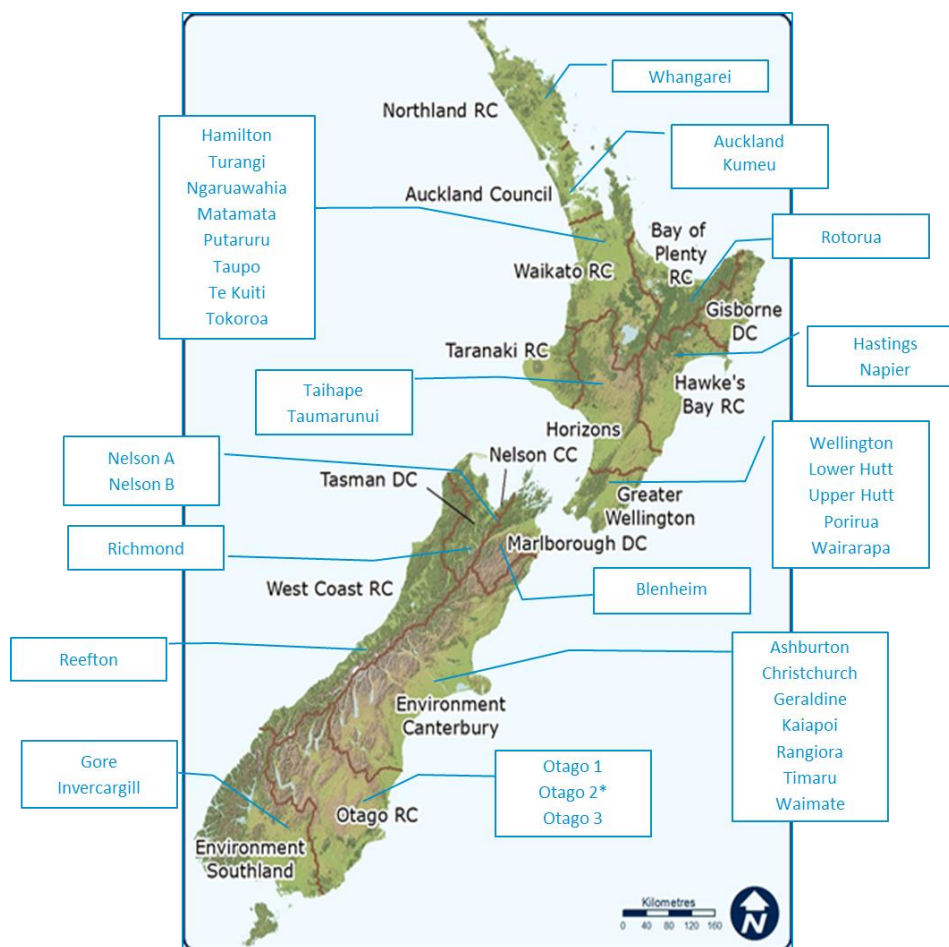 Whangarei
Northland RC
Hamilton
Turangi
Ngaruawahia
Matamata
Putaruru
Taupo
Te Kuiti
Tokoroa
Auckland
Kumeu
Auckland Council
Bay of
Plenty
RC
Rotorua
Waikato RC
Gisborne
DC
Taranaki RC
Hastings
Napier
Hawke's
Bay RC
Taihape
Taumarunui
Horizons
Nelson CC
Nelson A
Nelson B
Tasman DC
Wellington
Lower Hutt
Upper Hutt
Porirua
Wairarapa
Greater
Wellington
Richmond
Marlborough DC
West Coast RC
Blenheim
Reefton
Ashburton
Christchurch
Geraldine
Kaiapoi
Rangiora
Timaru
Waimate
Environment
Canterbury
Gore
Invercargill
Otago 1
Otago 2*
Otago 3
Otago RC
Environment
Southland
Kilometres
0 40 80 120 160
N